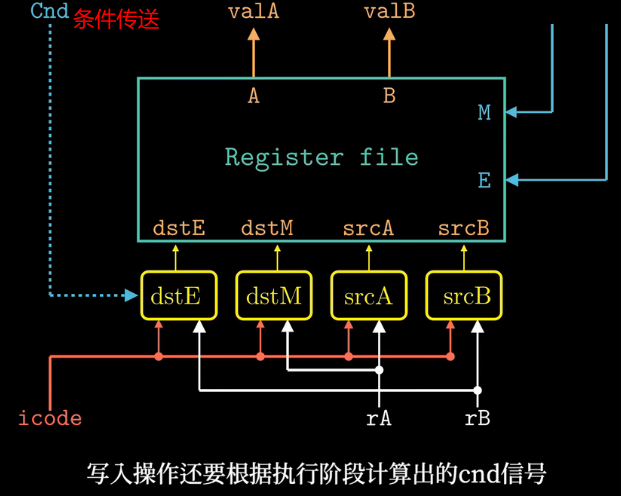 Cnd 条件传送 valA valB
A B
M
Register file
E
dstE dstM srcA srcB
dstE dstM srcA srcB
icode rA rB
写入操作还要根据执行阶段计算出的cnd信号